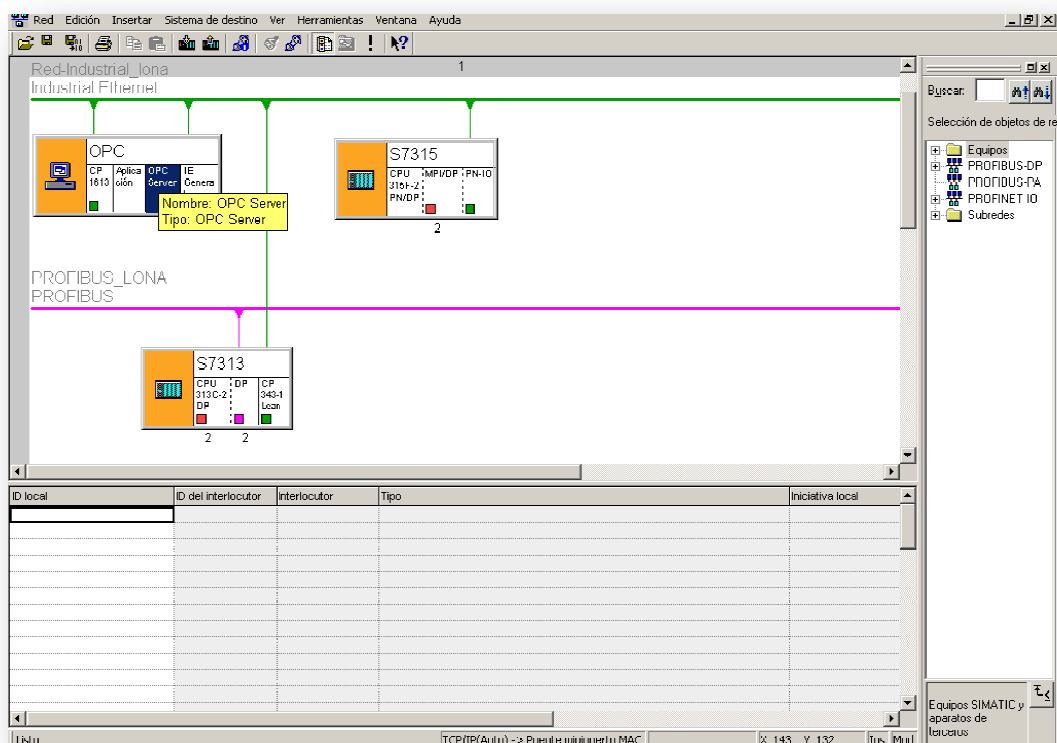 Red Edición Insertar Sistema de destino Ver Herramientas Ventana Ayuda
Red-Industrial_lona
1
Industrial Ethernet
OPC
CP 1613
Aplica ción
OPC Server
IE Genera
Nombre: OPC Server
Tipo: OPC Server
S7315
CPU 315F-2 PN/DP
MPI/DP
PN-IO
2
PROFIBUS_LONA
PROFIBUS
S7313
CPU 313C-2 DP
DP
CP 343-1 Lean
2 2
ID local ID del interlocutor Interlocutor Tipo Iniciativa local
Buscar:
Selección de objetos de re
Equipos
PROFIBUS-DP
PROFIBUS-PA
PROFINET IO
Subredes
Equipos SIMATIC y
aparatos de
terceros
Listo TCP/IP(Auto) -> Puente minipuerto MAC X 143 Y 132 Ins Mod